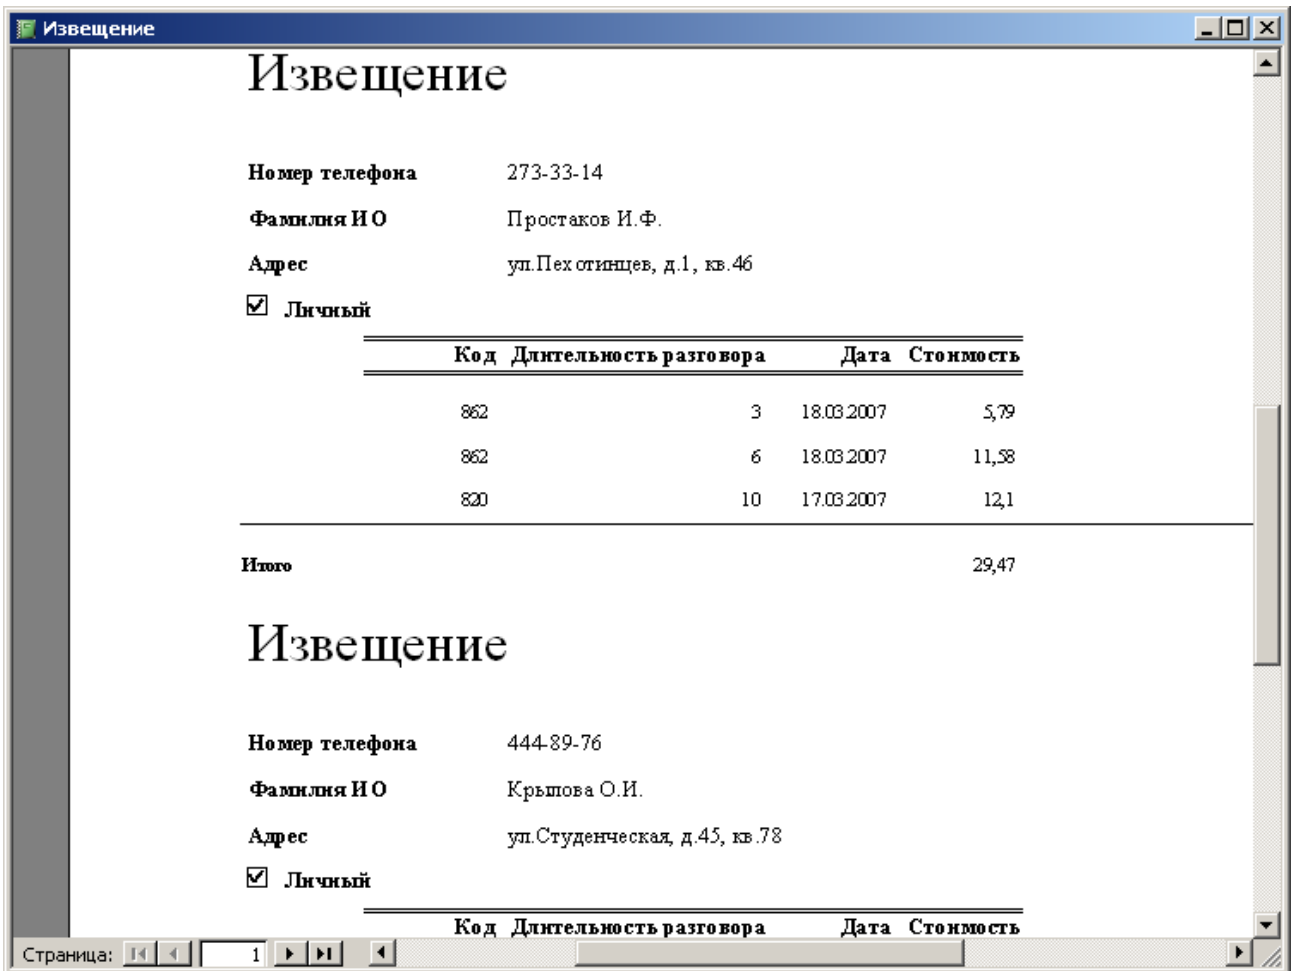 Извещение
Извещение
Номер телефона 273-33-14
Фамилия И О Простаков И.Ф.
Адрес ул.Пехотинцев, д.1, кв.46
Личный
Код Длительность разговора Дата Стоимость
862 3 18.03.2007 5,79
862 6 18.03.2007 11,58
820 10 17.03.2007 12,1
Итого 29,47
Извещение
Номер телефона 444-89-76
Фамилия И О Крылова О.И.
Адрес ул.Студенческая, д.45, кв.78
Личный
Код Длительность разговора Дата Стоимость
Страница: 1